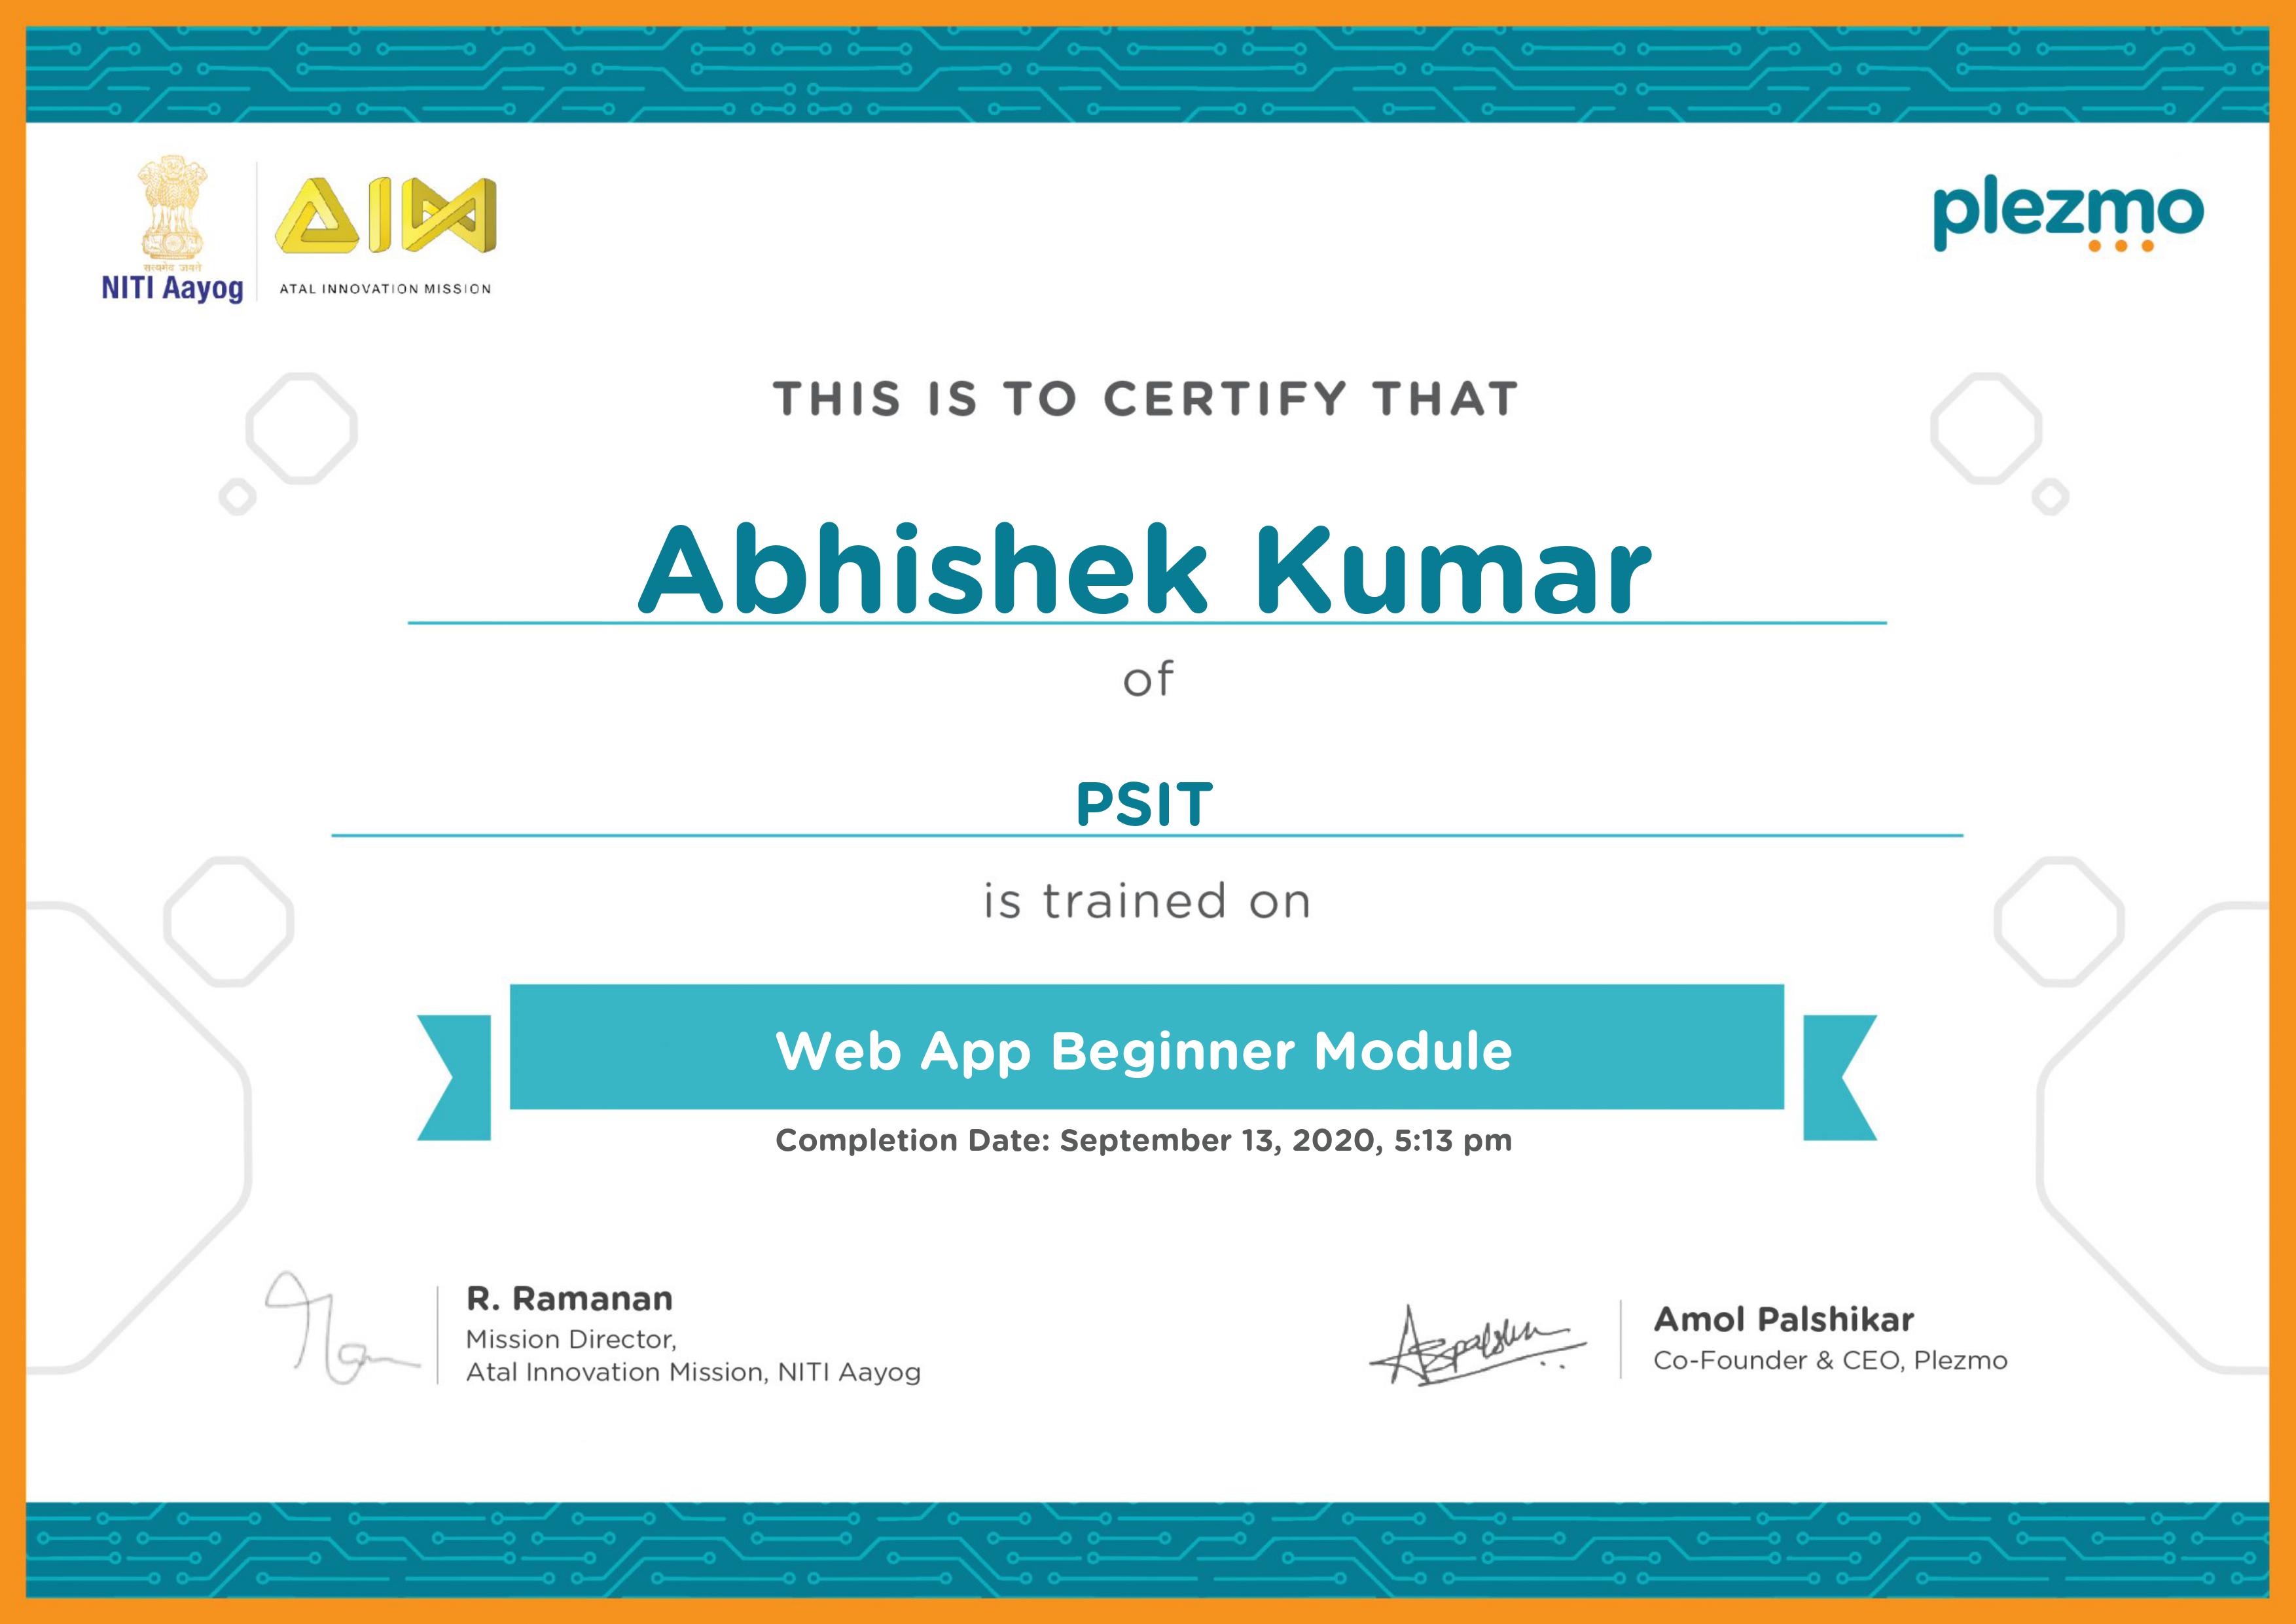 सत्यमेव जयते
NITI Aayog
AIM
ATAL INNOVATION MISSION
plezmo
THIS IS TO CERTIFY THAT
Abhishek Kumar
of
PSIT
is trained on
Web App Beginner Module
Completion Date: September 13, 2020, 5:13 pm
R. Ramanan
Mission Director,
Atal Innovation Mission, NITI Aayog
Amol Palshikar
Co-Founder & CEO, Plezmo